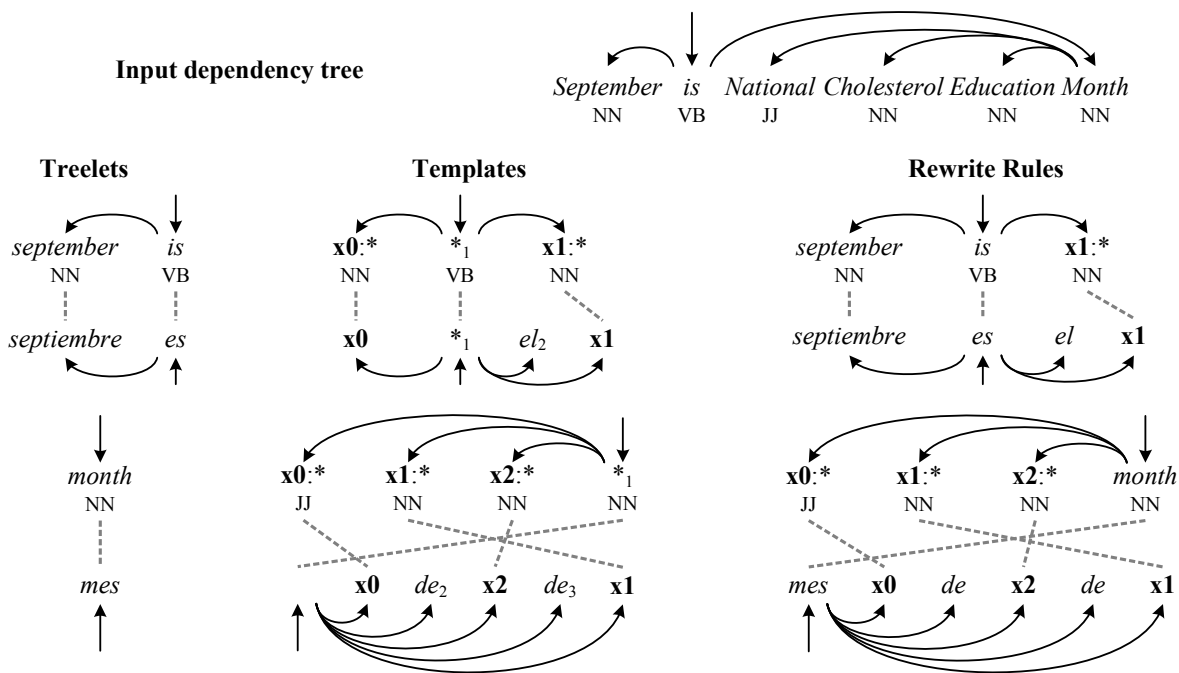 Input dependency tree
September is National Cholesterol Education Month
NN VB JJ NN NN NN
Treelets Templates Rewrite Rules
september is x0:* *1 x1:* september is x1:*
NN VB NN VB NN NN VB NN
septiembre es x0 *1 el2 x1 septiembre es el x1
month x0:* x1:* x2:* *1 x0:* x1:* x2:* month
NN JJ NN NN NN JJ NN NN NN
mes x0 de2 x2 de3 x1 mes x0 de x2 de x1